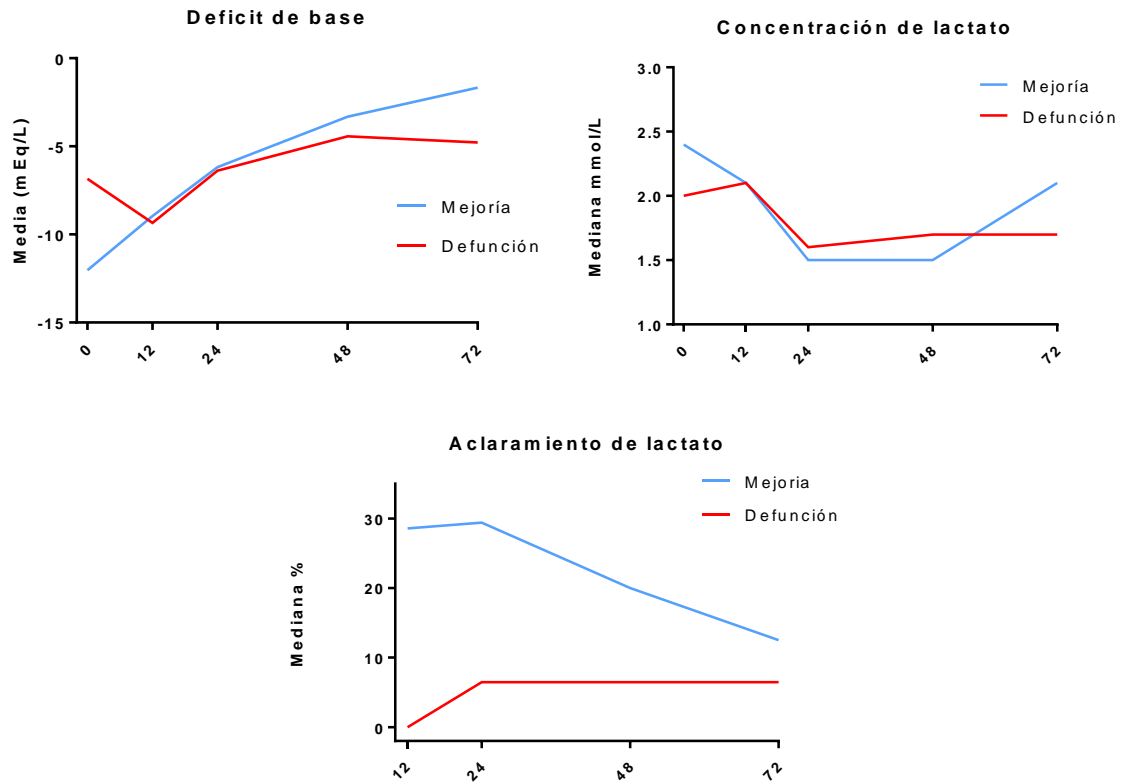 Deficit de base
Media (mEq/L)
0
-5
-10
-15
0
12
24
48
72
Mejoría
Defunción
Concentración de lactato
Mediana mmol/L
3.0
2.5
2.0
1.5
1.0
0
12
24
48
72
Mejoría
Defunción
Aclaramiento de lactato
Mediana %
30
20
10
0
12
24
48
72
Mejoria
Defunción